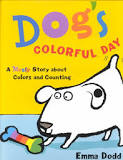 DOG'S
COLORFUL DAY
A Messy Story about
Colors and Counting
Emma Dodd